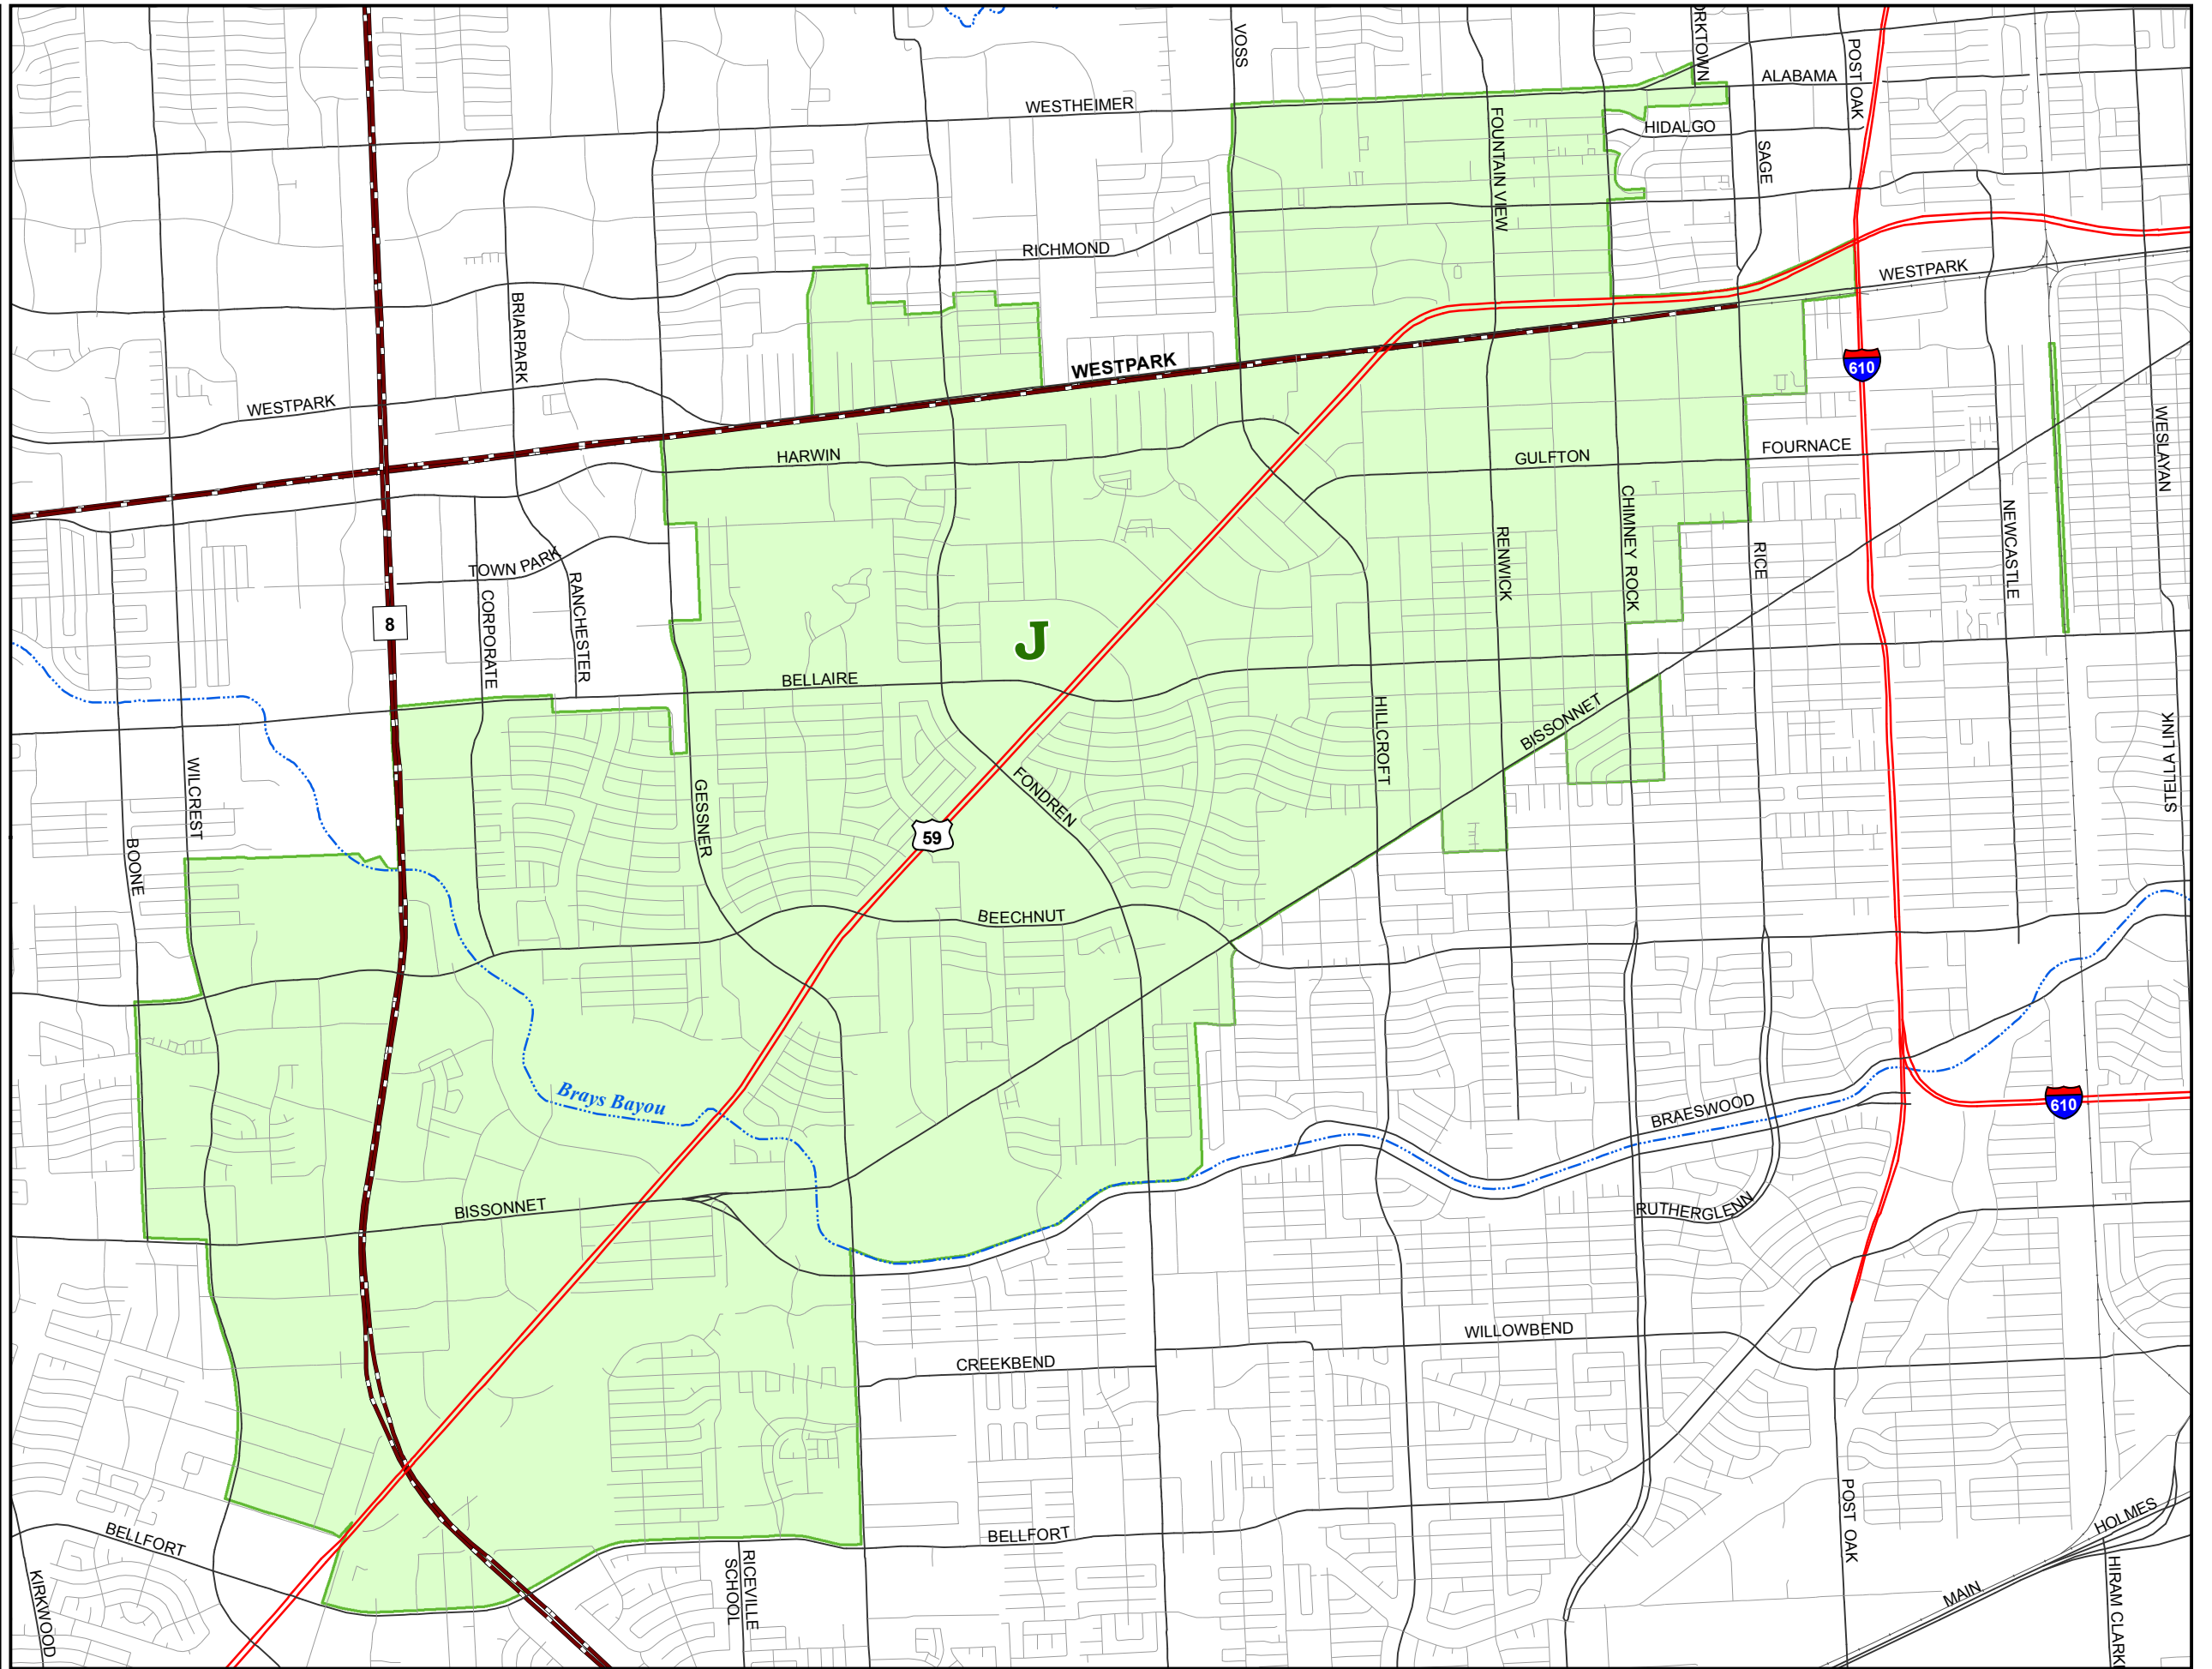 VOSS
ORKTOWN
POST OAK
ALABAMA
WESTHEIMER
HIDALGO
FOUNTAIN VIEW
SAGE
RICHMOND
WESTPARK
BRIARPARK
WESTPARK
610
WESTPARK
FOURNACE
WESLAYAN
HARWIN
GULFTON
CHIMNEY ROCK
NEWCASTLE
RENWICK
RICE
TOWN PARK
RANCHESTER
CORPORATE
8
J
BELLAIRE
HILLCROFT
BISSONNET
STELLA LINK
WILCREST
GESSNER
FONDREN
59
BOONE
BEECHNUT
Brays Bayou
610
BRAESWOOD
BISSONNET
RUTHERGLENN
WILLOWBEND
CREEKBEND
POST OAK
HOLMES
BELLFORT
BELLFORT
KIRKWOOD
RICEVILLE
SCHOOL
MAIN
HIRAM CLARK